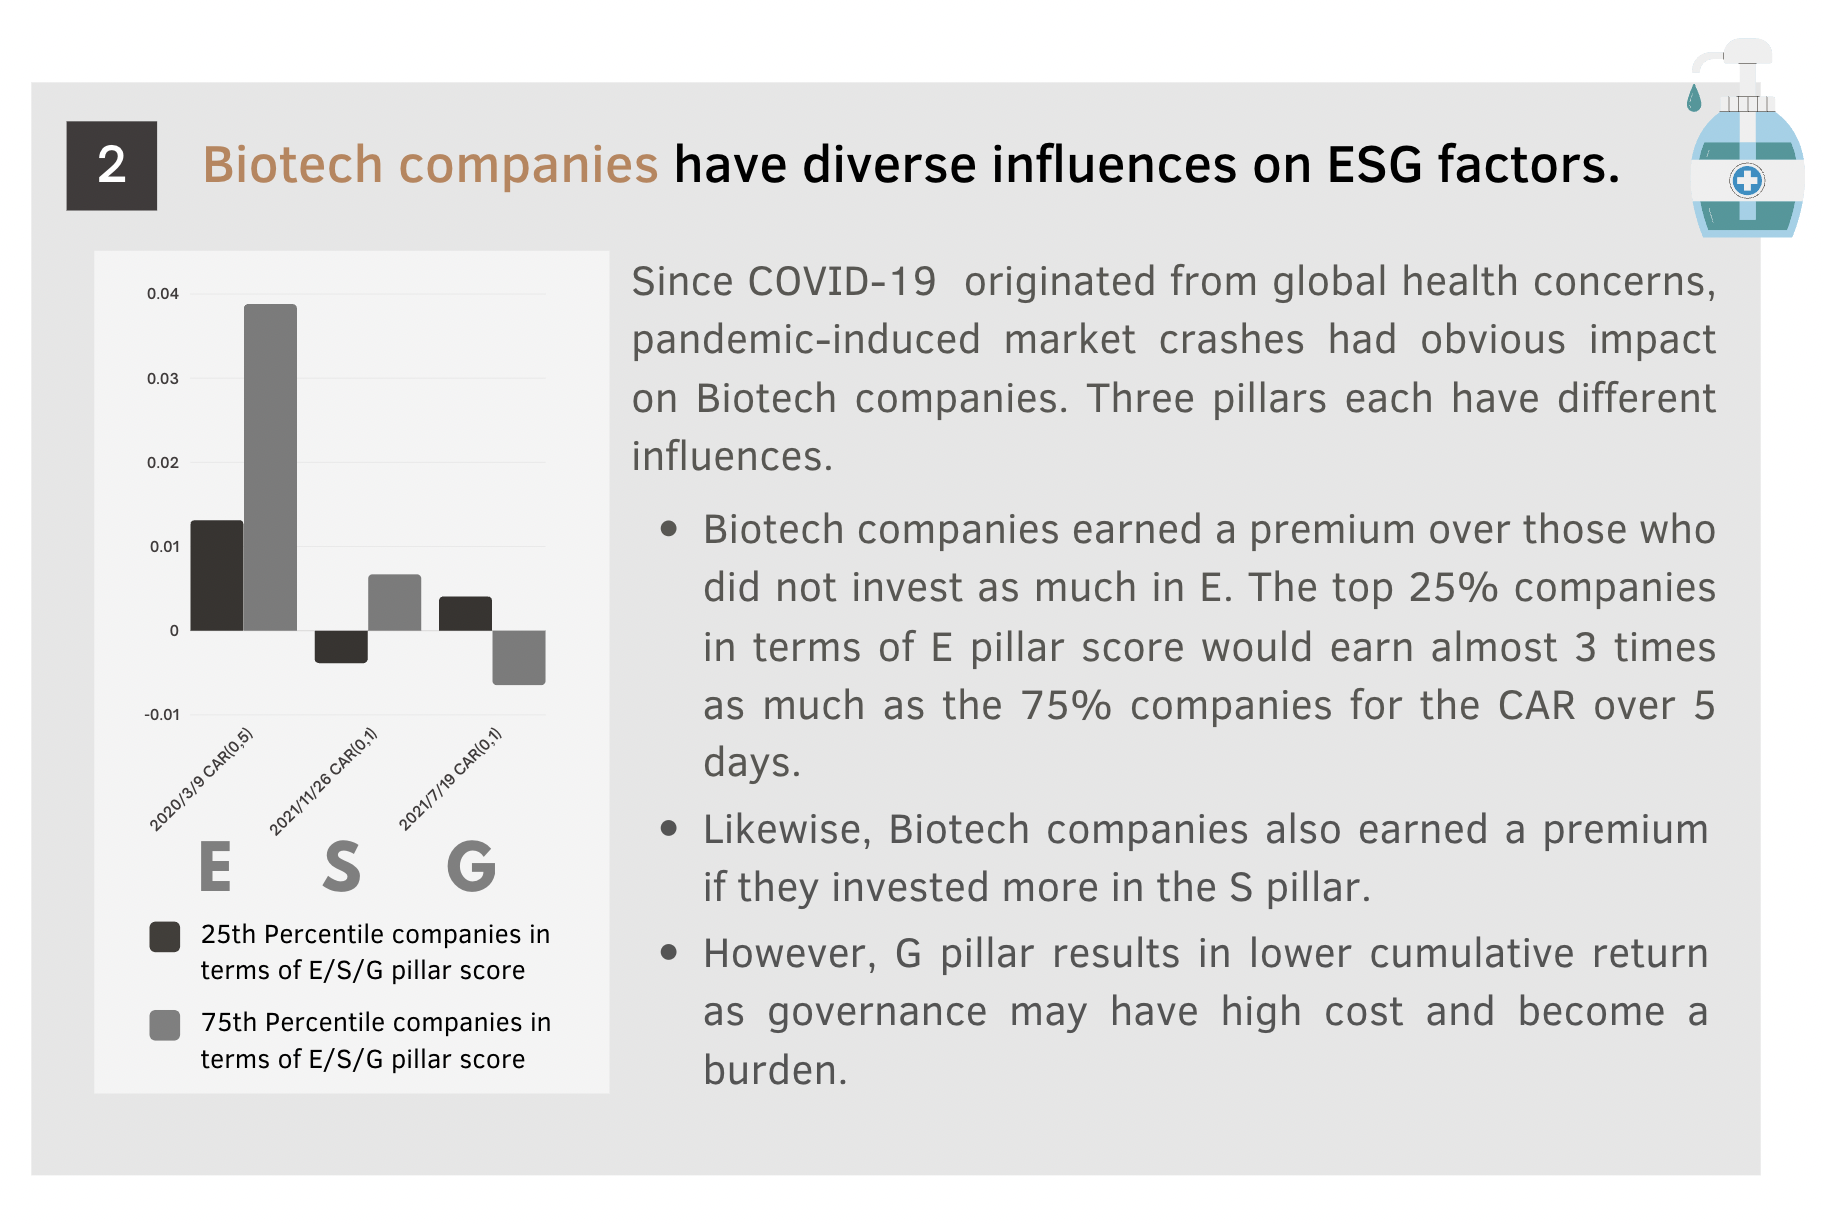 2
Biotech companies have diverse influences on ESG factors.
0.04
0.03
0.02
0.01
0
-0.01
2020/3/9 CAR(0,5)
2021/11/26 CAR(0,1)
2021/7/19 CAR(0,1)
E S G
25th Percentile companies in
terms of E/S/G pillar score
75th Percentile companies in
terms of E/S/G pillar score
Since COVID-19 originated from global health concerns,
pandemic-induced market crashes had obvious impact
on Biotech companies. Three pillars each have different
influences.
• Biotech companies earned a premium over those who
did not invest as much in E. The top 25% companies
in terms of E pillar score would earn almost 3 times
as much as the 75% companies for the CAR over 5
days.
• Likewise, Biotech companies also earned a premium
if they invested more in the S pillar.
• However, G pillar results in lower cumulative return
as governance may have high cost and become a
burden.